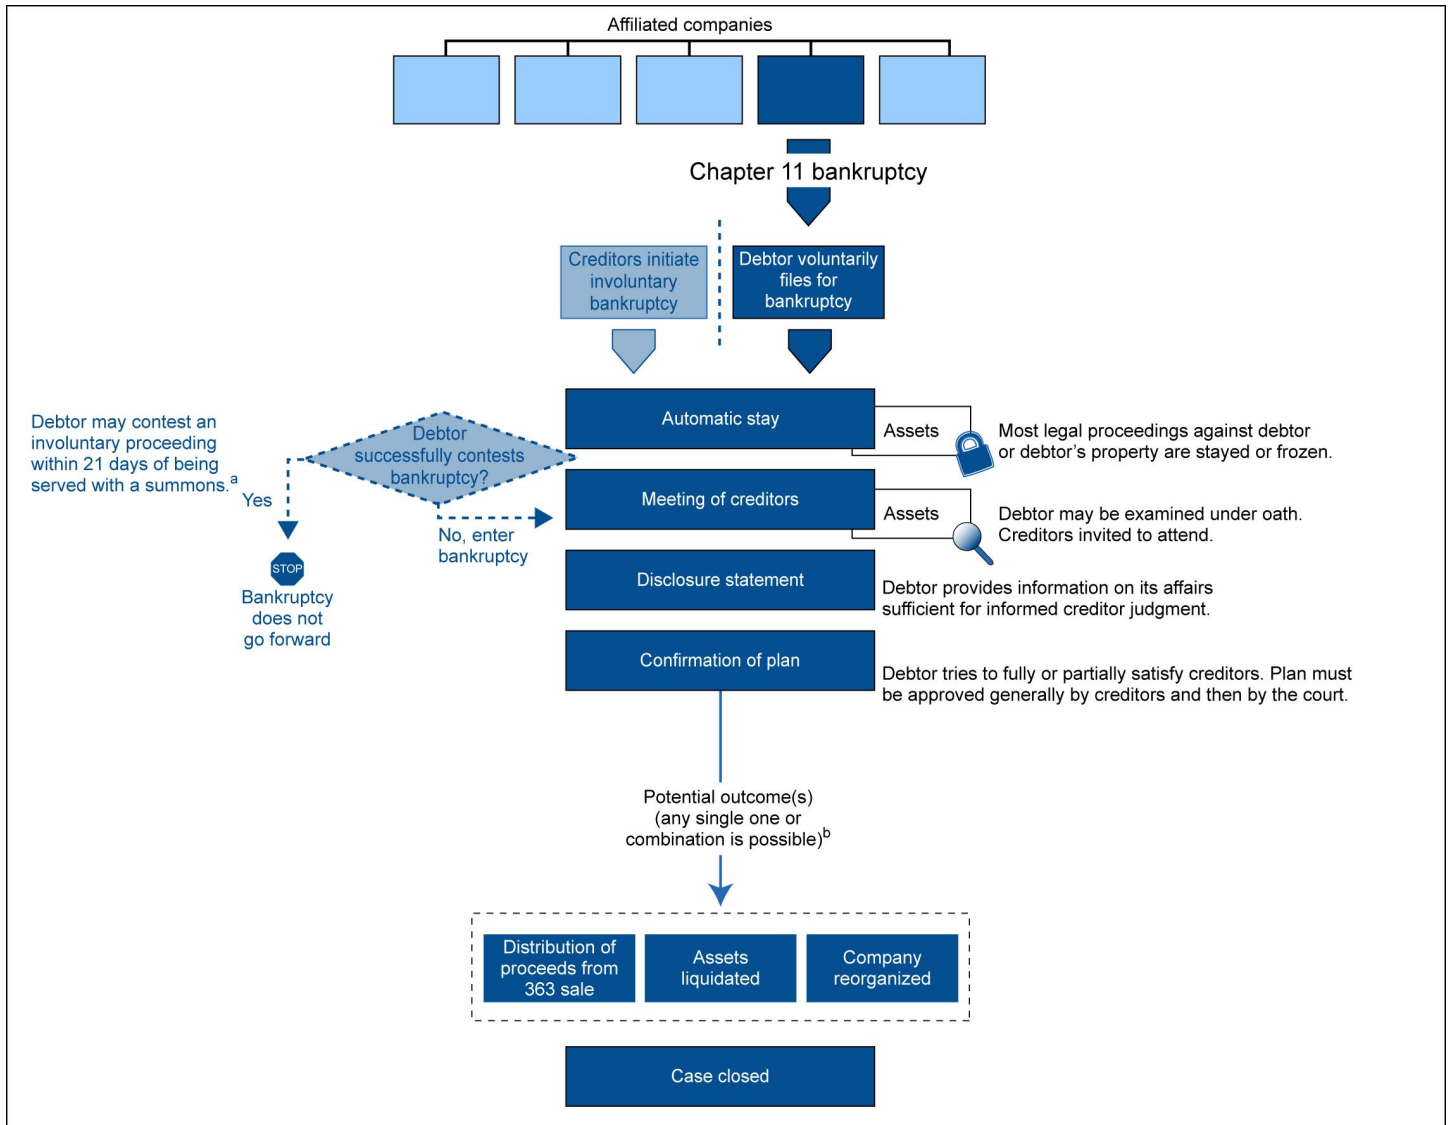 Affiliated companies
Chapter 11 bankruptcy
Creditors initiate
involuntary
bankruptcy
Debtor voluntarily
files for
bankruptcy
Automatic stay
Assets
Most legal proceedings against debtor
or debtor’s property are stayed or frozen.
Debtor may contest an
involuntary proceeding
within 21 days of being
served with a summons.a
Debtor
successfully contests
bankruptcy?
Yes
STOP
Bankruptcy
does not
go forward
No, enter
bankruptcy
Meeting of creditors
Assets
Debtor may be examined under oath.
Creditors invited to attend.
Disclosure statement
Debtor provides information on its affairs
sufficient for informed creditor judgment.
Confirmation of plan
Debtor tries to fully or partially satisfy creditors. Plan must
be approved generally by creditors and then by the court.
Potential outcome(s)
(any single one or
combination is possible)b
Distribution of
proceeds from
363 sale
Assets
liquidated
Company
reorganized
Case closed